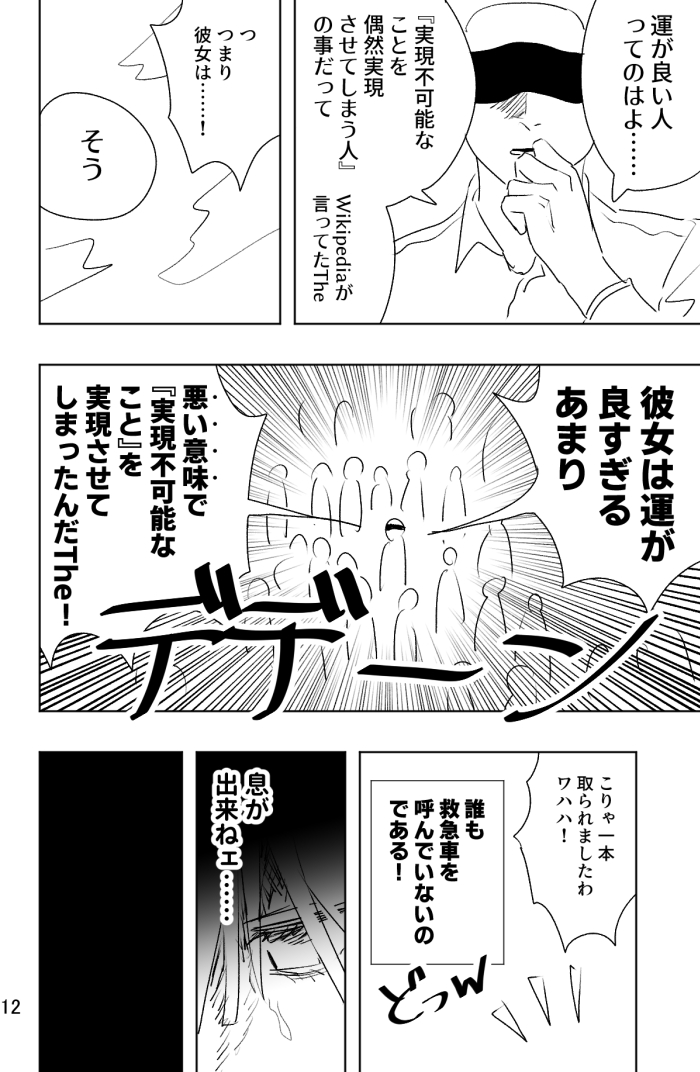 運が良い人
ってのはよ……
『実現不可能な
ことを
偶然実現
させてしまう人』
の事だって
Wikipediaが
言ってたThe
つ
つまり
彼女は……！
そう
彼女は運が
良すぎる
あまり
悪い意味で
『実現不可能な
こと』を
実現させて
しまったんだThe！
デデーン
こりゃ一本
取られましたわ
ワハハ！
誰も
救急車を
呼んでいないの
である！
どっw
息が
出来ねェ……
12